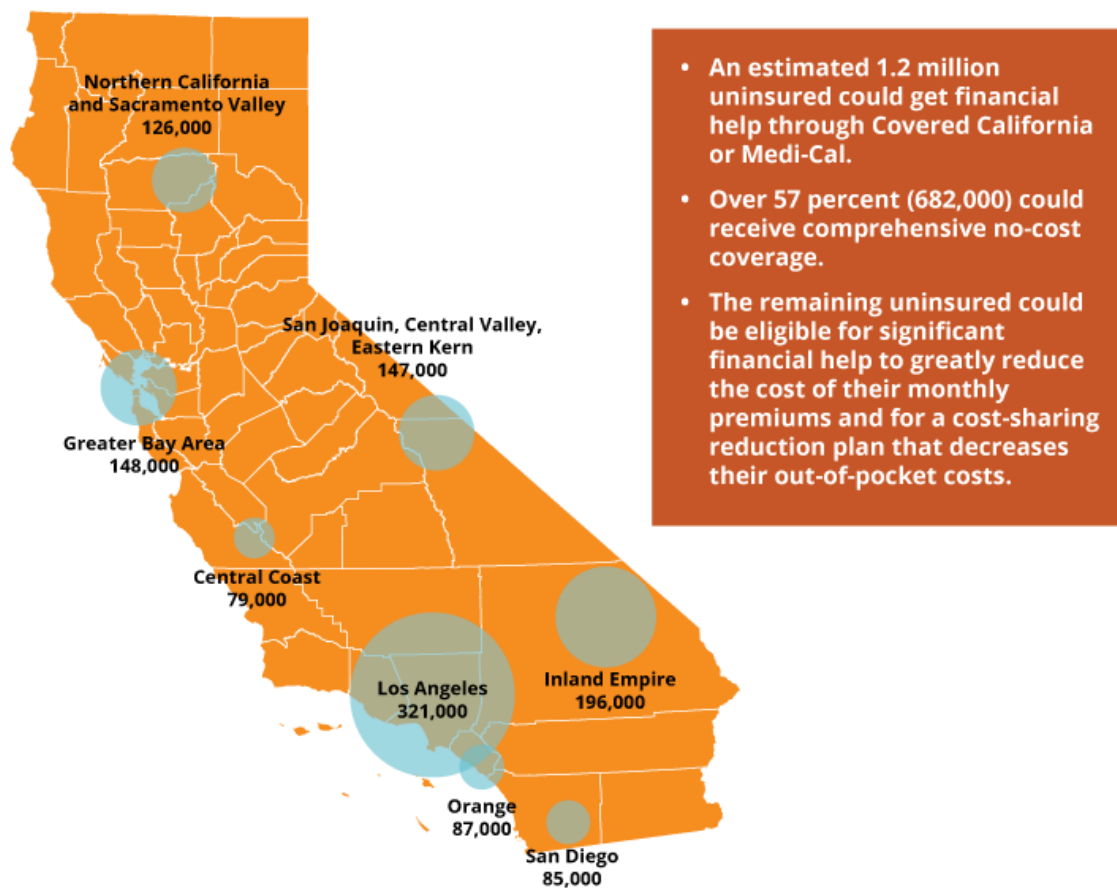 Northern California
and Sacramento Valley
126,000
San Joaquin, Central Valley,
Eastern Kern
147,000
Greater Bay Area
148,000
Central Coast
79,000
Los Angeles
321,000
Inland Empire
196,000
Orange
87,000
San Diego
85,000
• An estimated 1.2 million
uninsured could get financial
help through Covered California
or Medi-Cal.
• Over 57 percent (682,000) could
receive comprehensive no-cost
coverage.
• The remaining uninsured could
be eligible for significant
financial help to greatly reduce
the cost of their monthly
premiums and for a cost-sharing
reduction plan that decreases
their out-of-pocket costs.